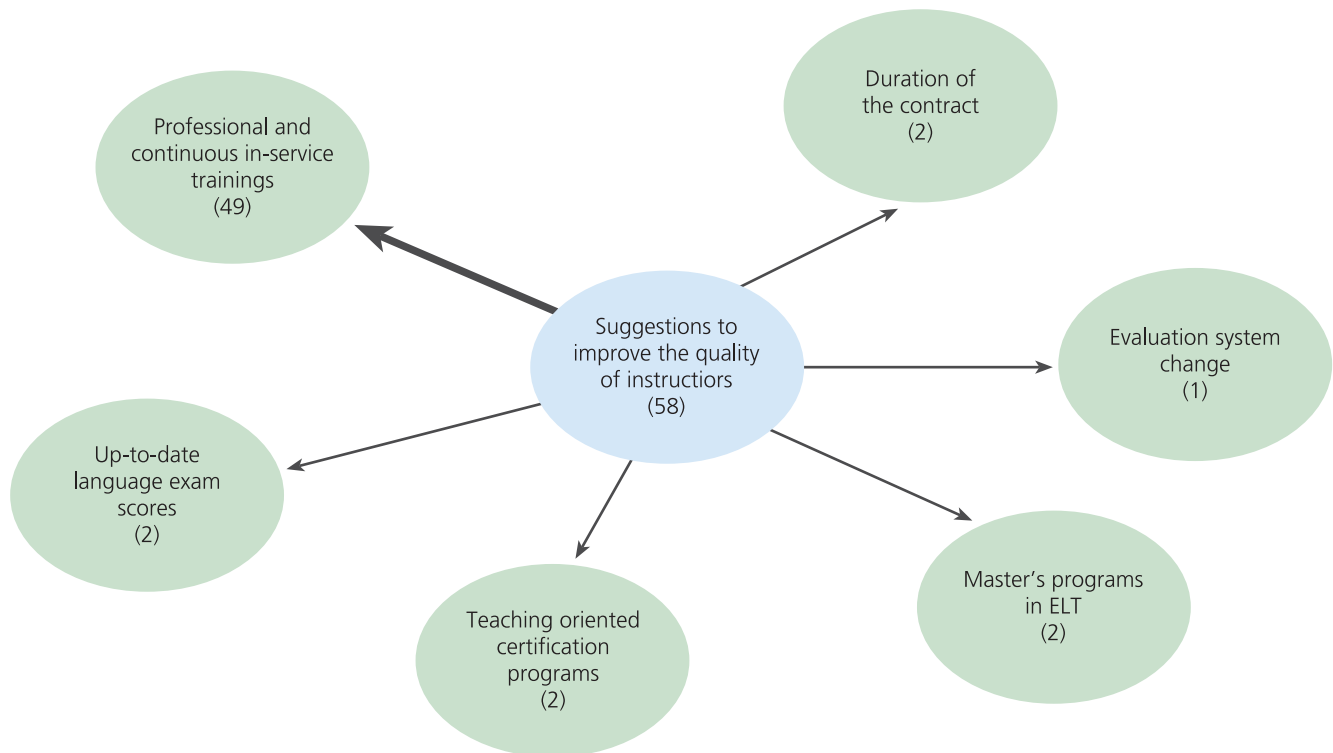 Duration of
the contract
(2)
Professional and
continuous in-service
trainings
(49)
Suggestions to
improve the quality
of instructiors
(58)
Evaluation system
change
(1)
Up-to-date
language exam
scores
(2)
Master's programs
in ELT
(2)
Teaching oriented
certification
programs
(2)